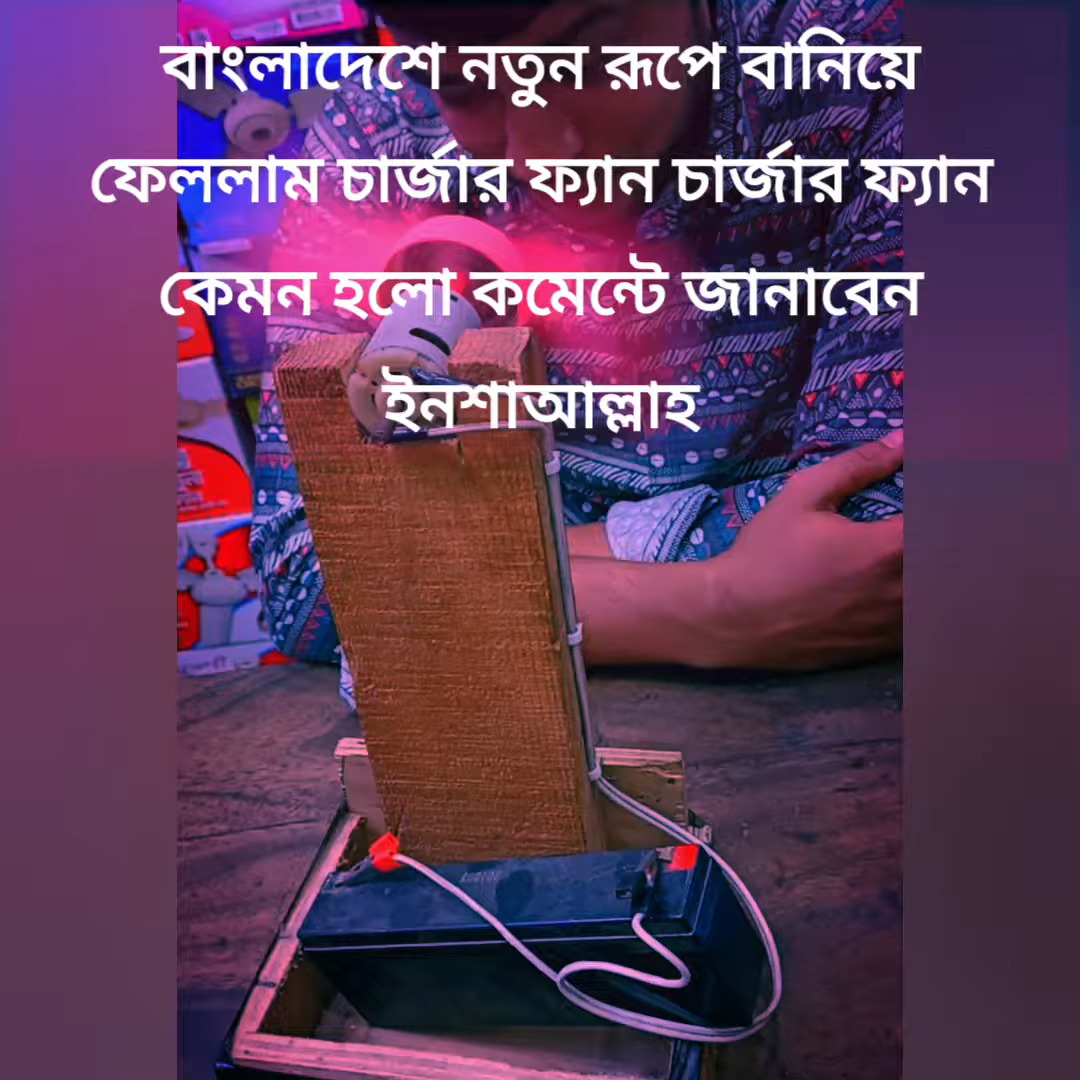 বাংলাদেশে নতুন রূপে বানিয়ে
ফেললাম চার্জার ফ্যান চার্জার ফ্যান
কেমন হলো কমেন্টে জানাবেন
ইনশাআল্লাহ